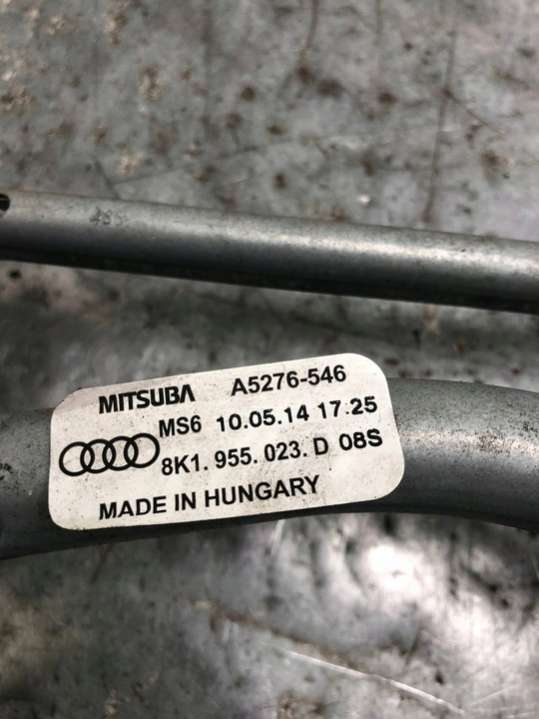 MITSUBA A5276-546
MS6 10.05.14 17:25
8K1. 955. 023. D 08S
MADE IN HUNGARY